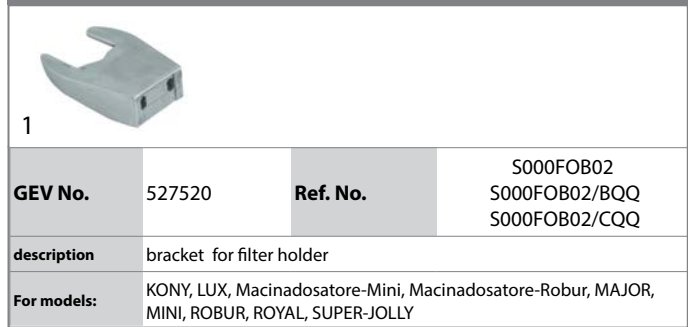 1
GEV No. 527520 Ref. No. S000FOB02
S000FOB02/BQQ
S000FOB02/CQQ
description bracket for filter holder
For models: KONY, LUX, Macinadosatore-Mini, Macinadosatore-Robur, MAJOR,
MINI, ROBUR, ROYAL, SUPER-JOLLY